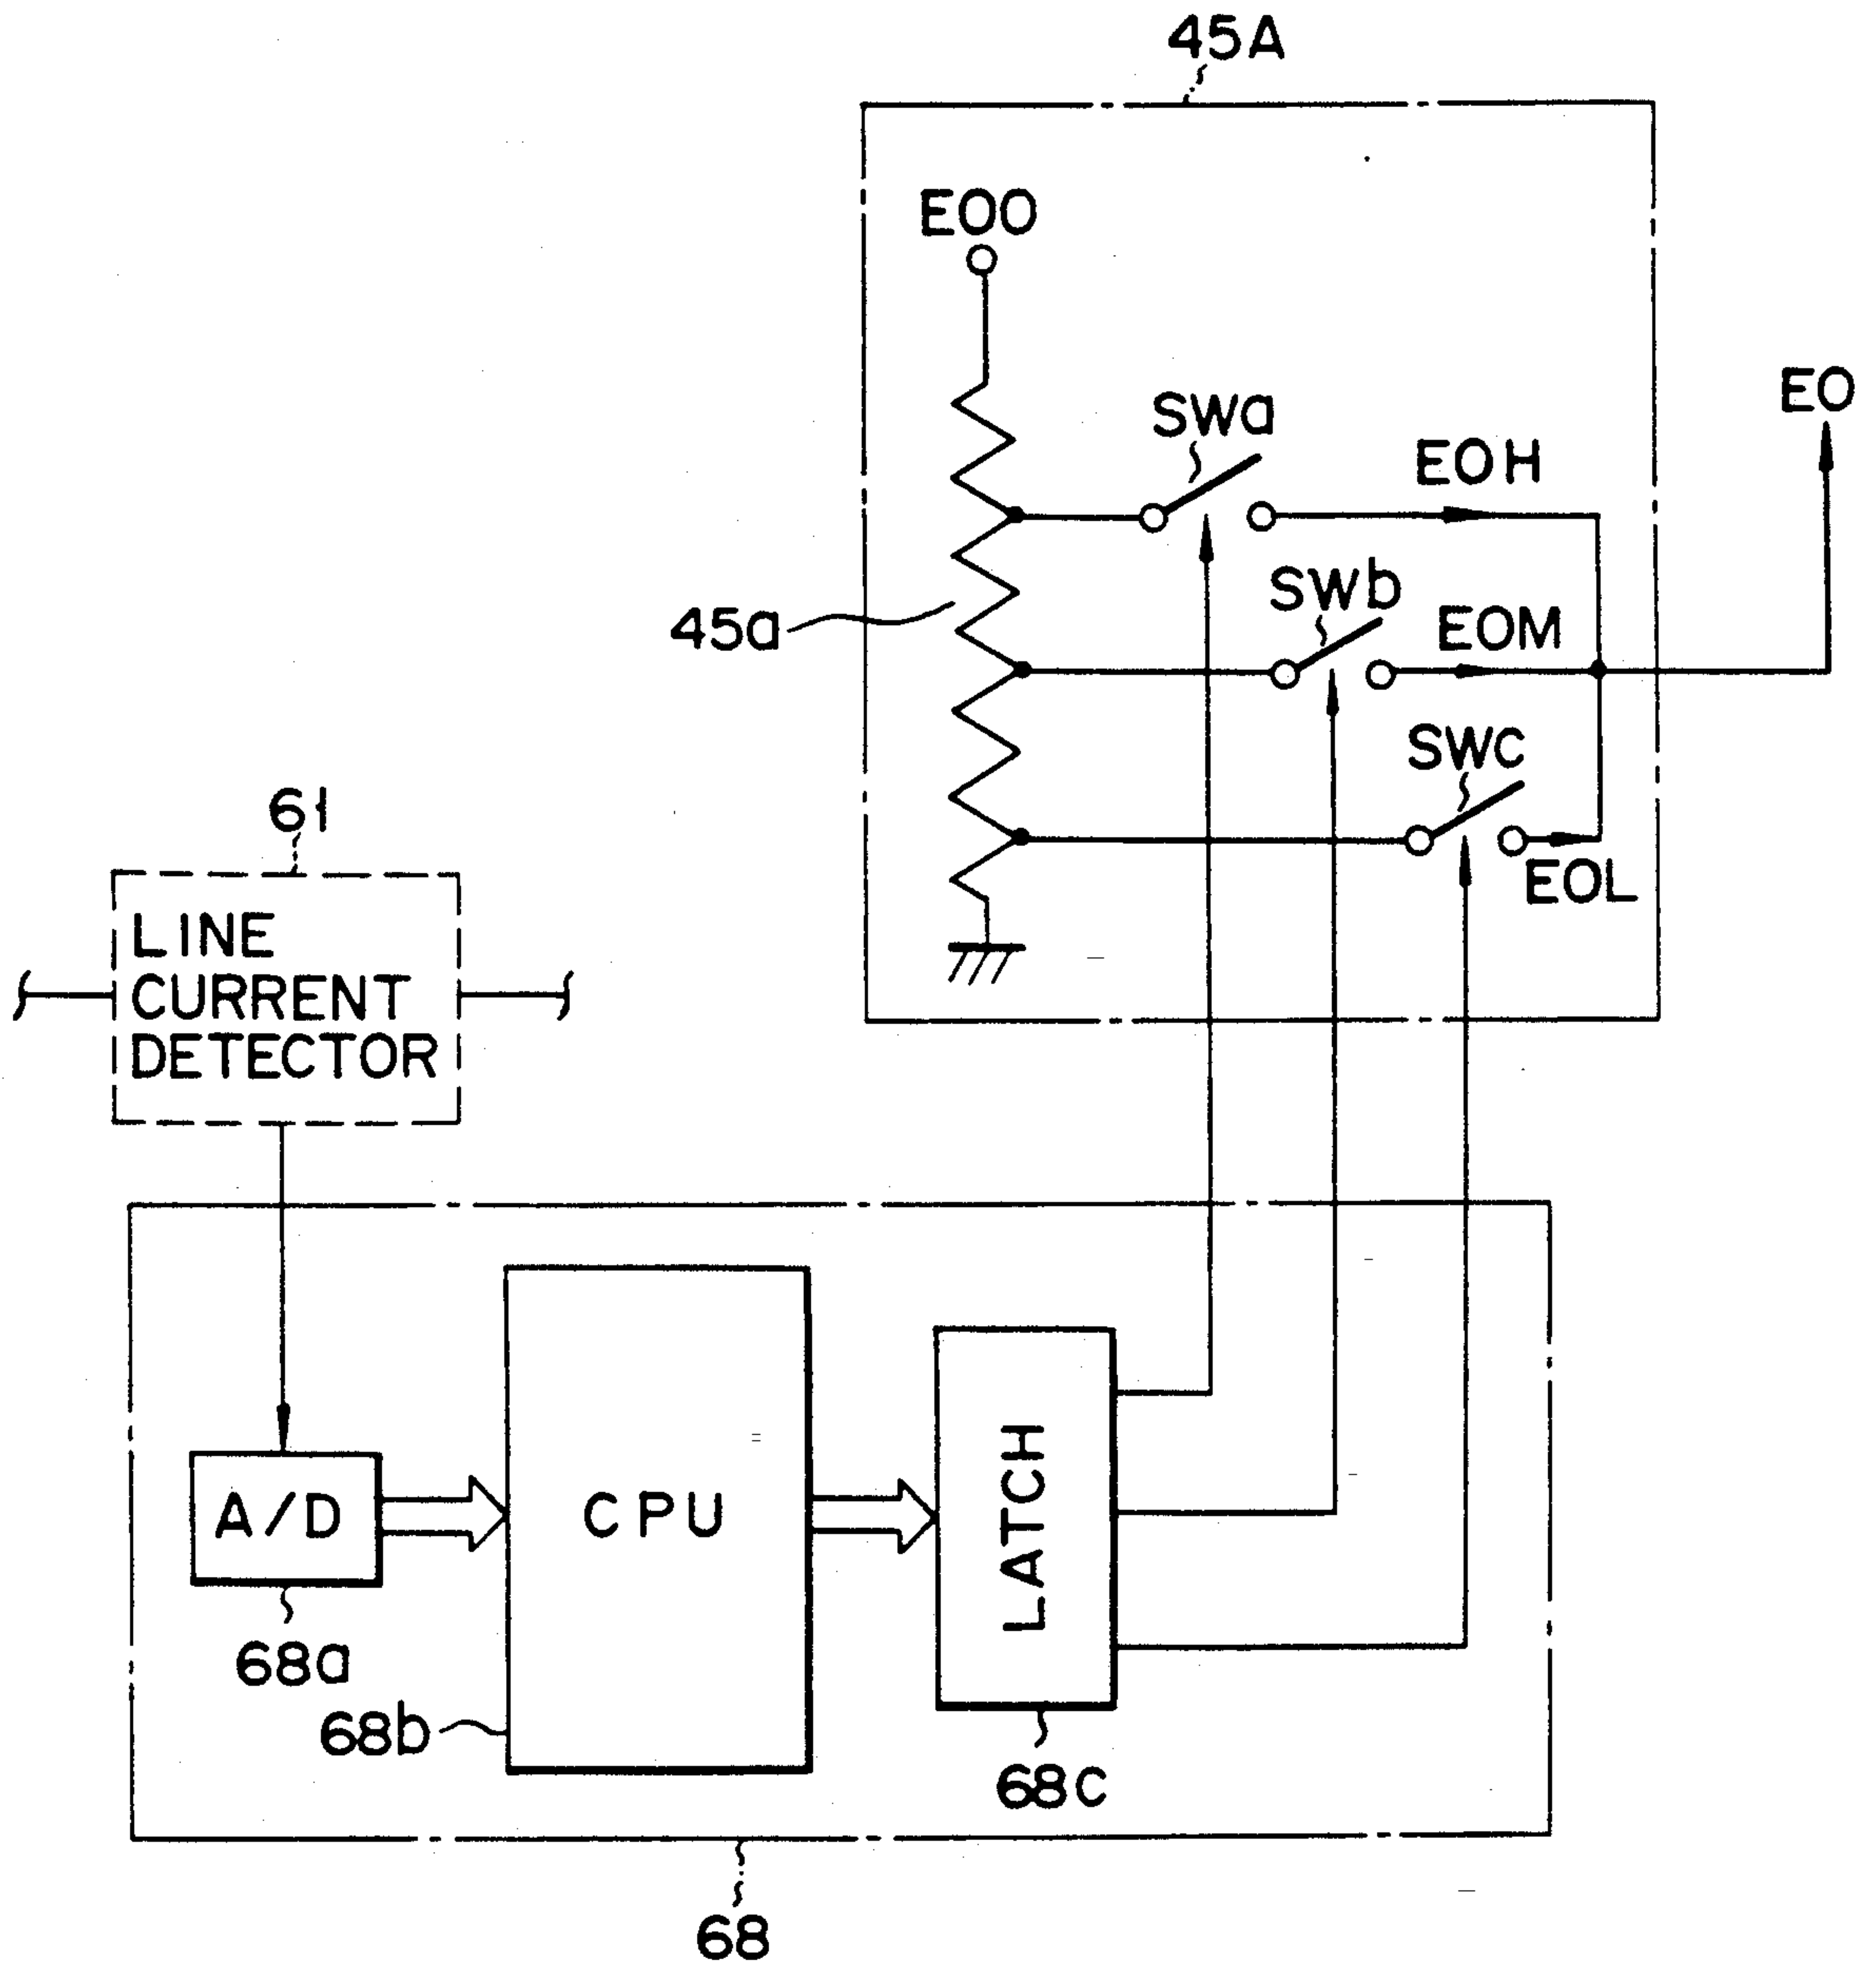 45A
EOO
EO
SWa
EOH
SWb
EOM
45a
SWc
61
EOL
LINE
CURRENT
DETECTOR
A/D
CPU
LATCH
68a
68b
68c
68